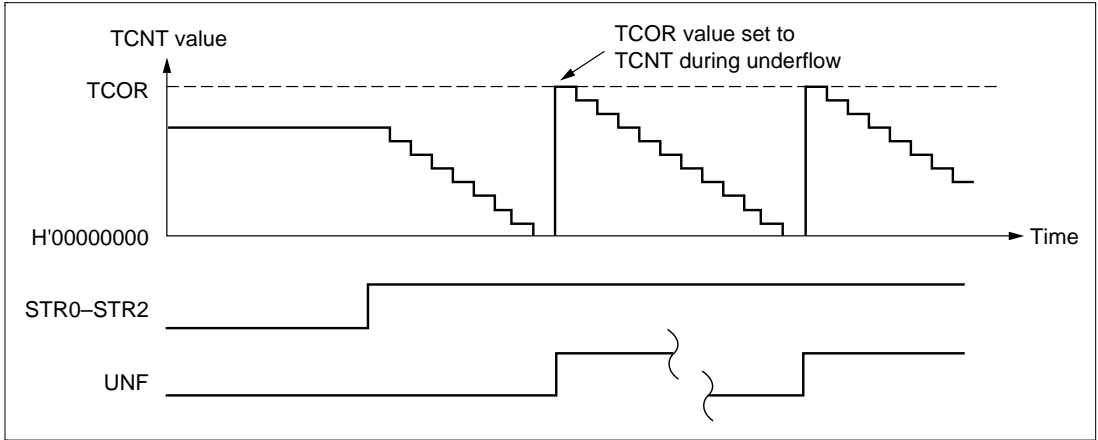 TCNT value
TCOR value set to
TCNT during underflow
TCOR
H'00000000
Time
STR0–STR2
UNF